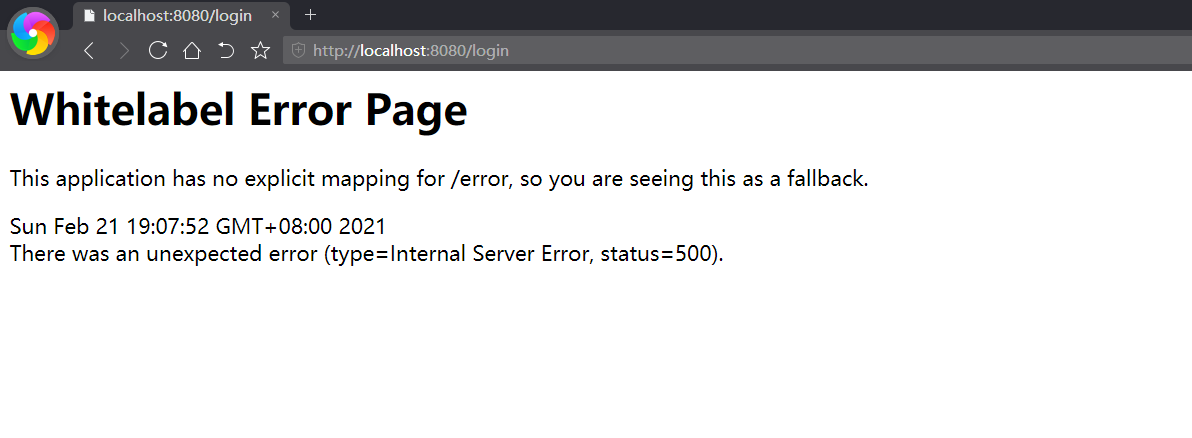 localhost:8080/login
http://localhost:8080/login
Whitelabel Error Page
This application has no explicit mapping for /error, so you are seeing this as a fallback.
Sun Feb 21 19:07:52 GMT+08:00 2021
There was an unexpected error (type=Internal Server Error, status=500).